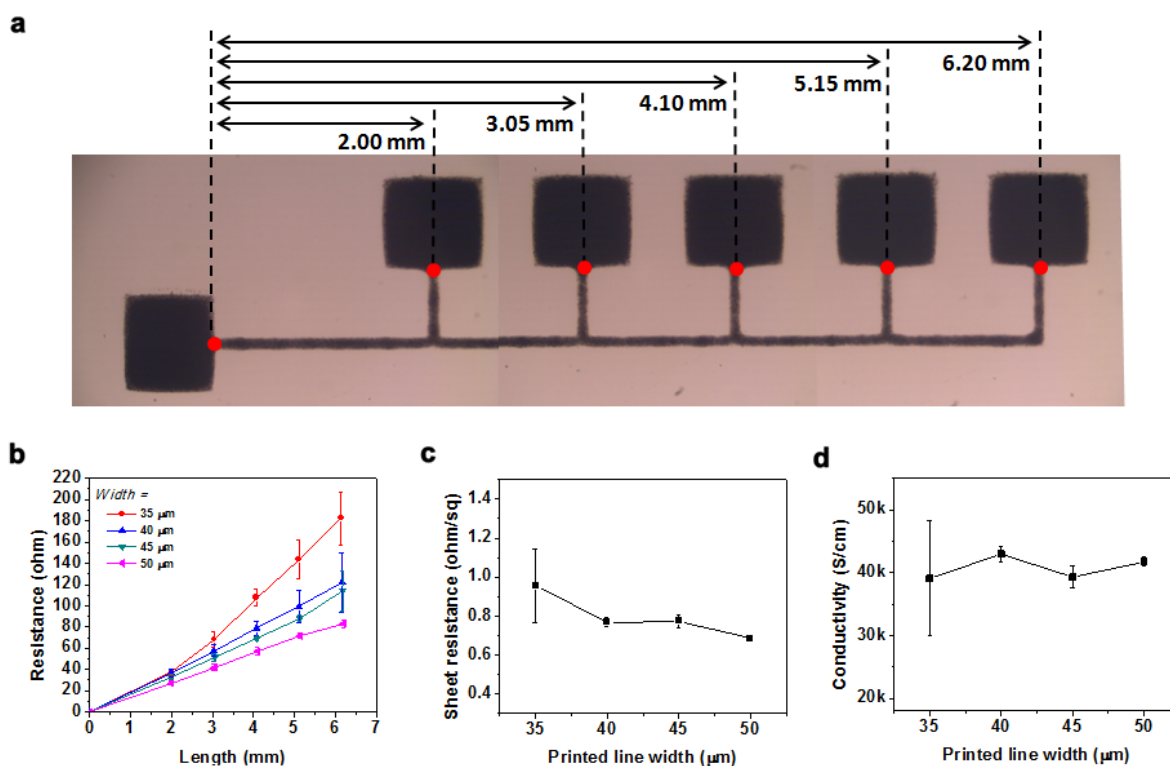 a
6.20 mm
5.15 mm
4.10 mm
3.05 mm
2.00 mm
b
220
200
180
160
140
120
100
80
60
40
20
0
Resistance (ohm)
Width =
35 μm
40 μm
45 μm
50 μm
0 1 2 3 4 5 6 7
Length (mm)
c
1.4
1.2
1.0
0.8
0.6
0.4
Sheet resistance (ohm/sq)
35 40 45 50
Printed line width (μm)
d
50k
40k
30k
20k
Conductivity (S/cm)
35 40 45 50
Printed line width (μm)